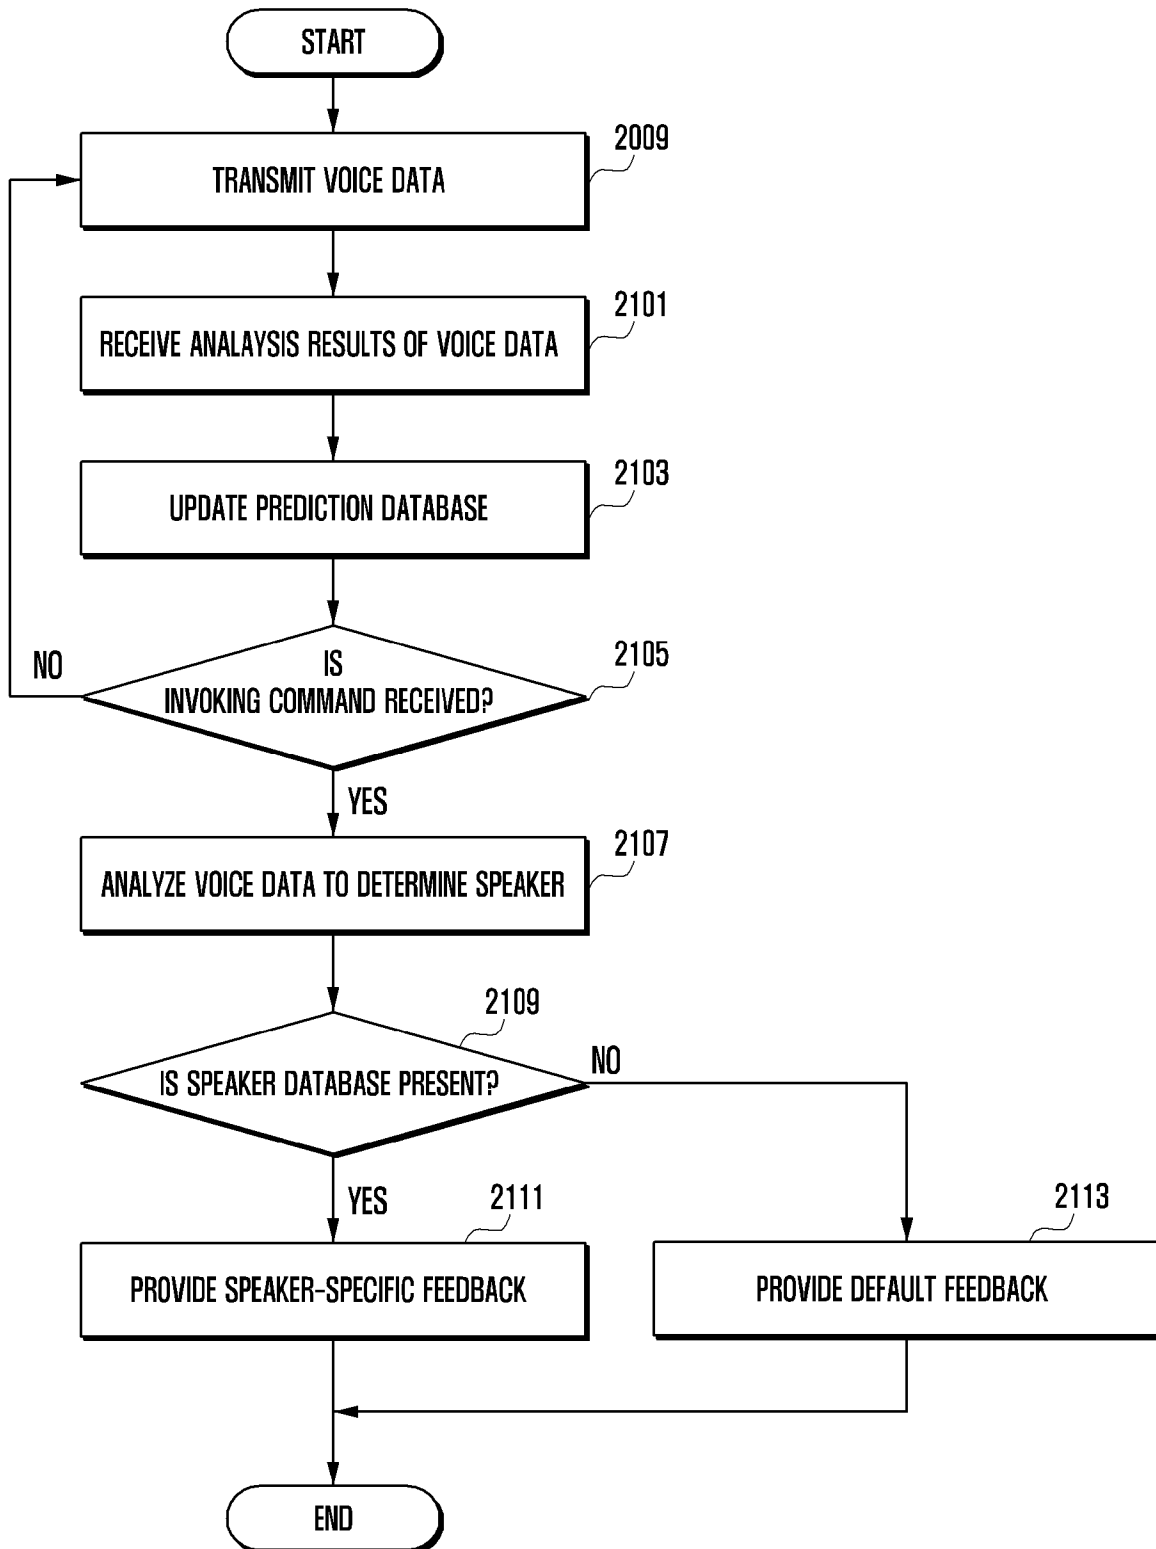 START
2009
TRANSMIT VOICE DATA
2101
RECEIVE ANALAYSIS RESULTS OF VOICE DATA
2103
UPDATE PREDICTION DATABASE
2105
NO
IS
INVOKING COMMAND RECEIVED?
YES
2107
ANALYZE VOICE DATA TO DETERMINE SPEAKER
2109
NO
IS SPEAKER DATABASE PRESENT?
YES
2111
2113
PROVIDE SPEAKER-SPECIFIC FEEDBACK
PROVIDE DEFAULT FEEDBACK
END